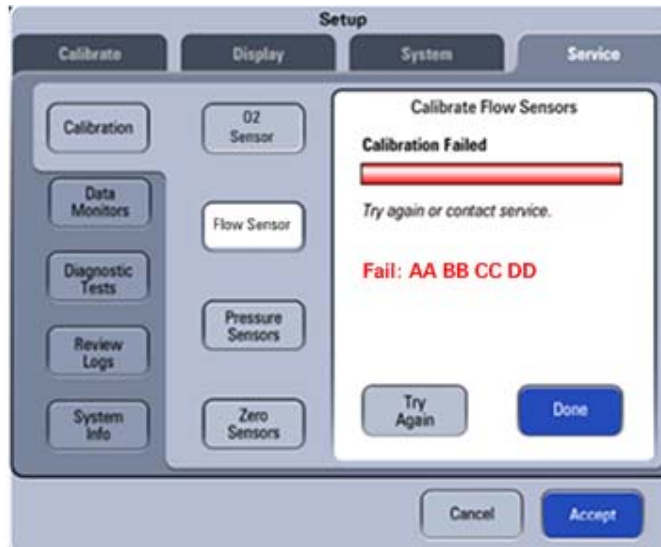 Setup
Calibrate
Display
System
Service
Calibration
Data
Monitors
Diagnostic
Tests
Review
Logs
System
Info
O2
Sensor
Flow Sensor
Pressure
Sensors
Zero
Sensors
Calibrate Flow Sensors
Calibration Failed
Try again or contact service.
Fail: AA BB CC DD
Try
Again
Done
Cancel
Accept